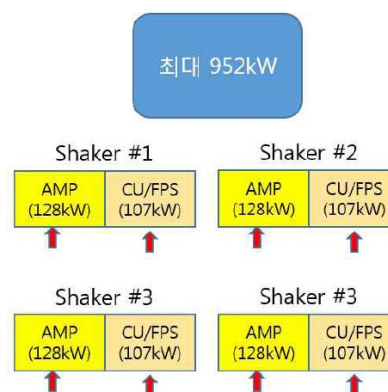 최대 952kW
Shaker #1
Shaker #2
AMP
(128kW)
CU/FPS
(107kW)
AMP
(128kW)
CU/FPS
(107kW)
Shaker #3
Shaker #3
AMP
(128kW)
CU/FPS
(107kW)
AMP
(128kW)
CU/FPS
(107kW)